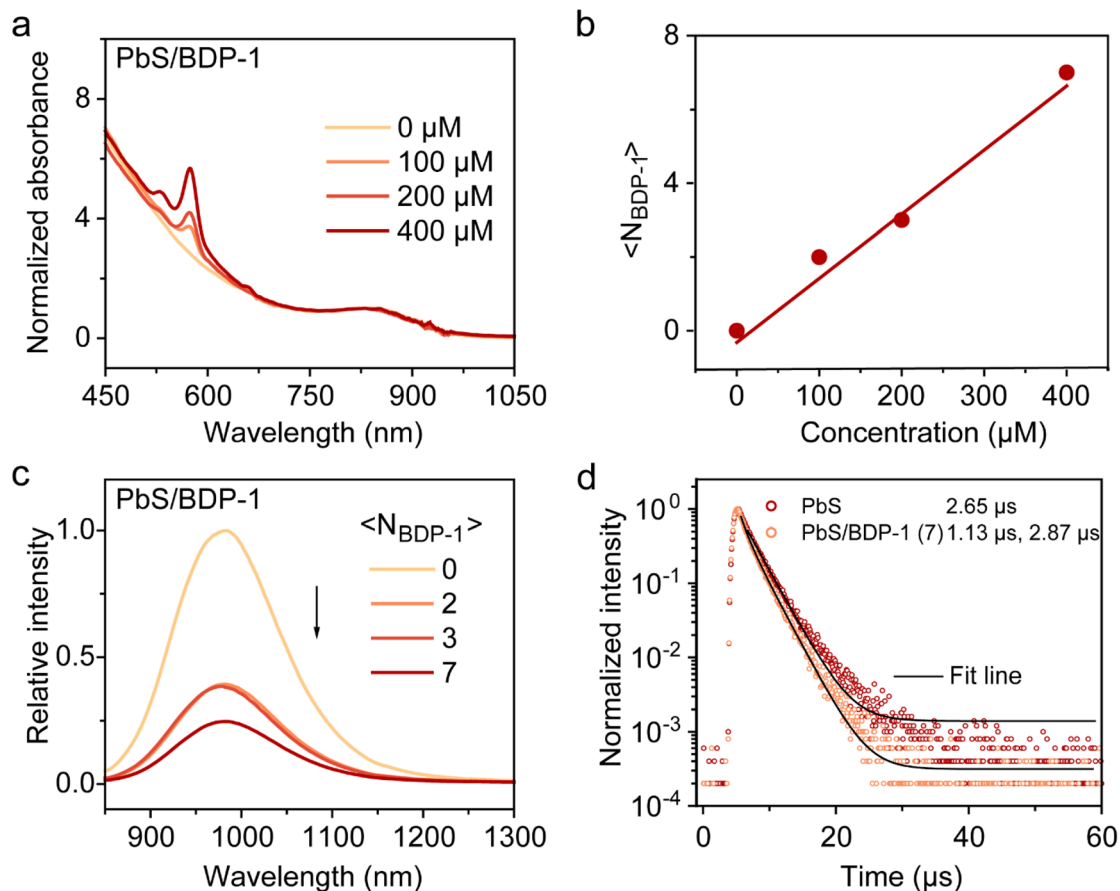 a
PbS/BDP-1
Normalized absorbance
8
4
0
0 µM
100 µM
200 µM
400 µM
450 600 750 900 1050
Wavelength (nm)
b
<N_BDP-1>
8
4
0
0 100 200 300 400
Concentration (µM)
c
PbS/BDP-1
Relative intensity
1.0
0.5
0.0
<N_BDP-1>
0
2
3
7
900 1000 1100 1200 1300
Wavelength (nm)
d
Normalized intensity
10^0
10^-1
10^-2
10^-3
10^-4
PbS 2.65 µs
PbS/BDP-1 (7) 1.13 µs, 2.87 µs
Fit line
0 20 40 60
Time (µs)